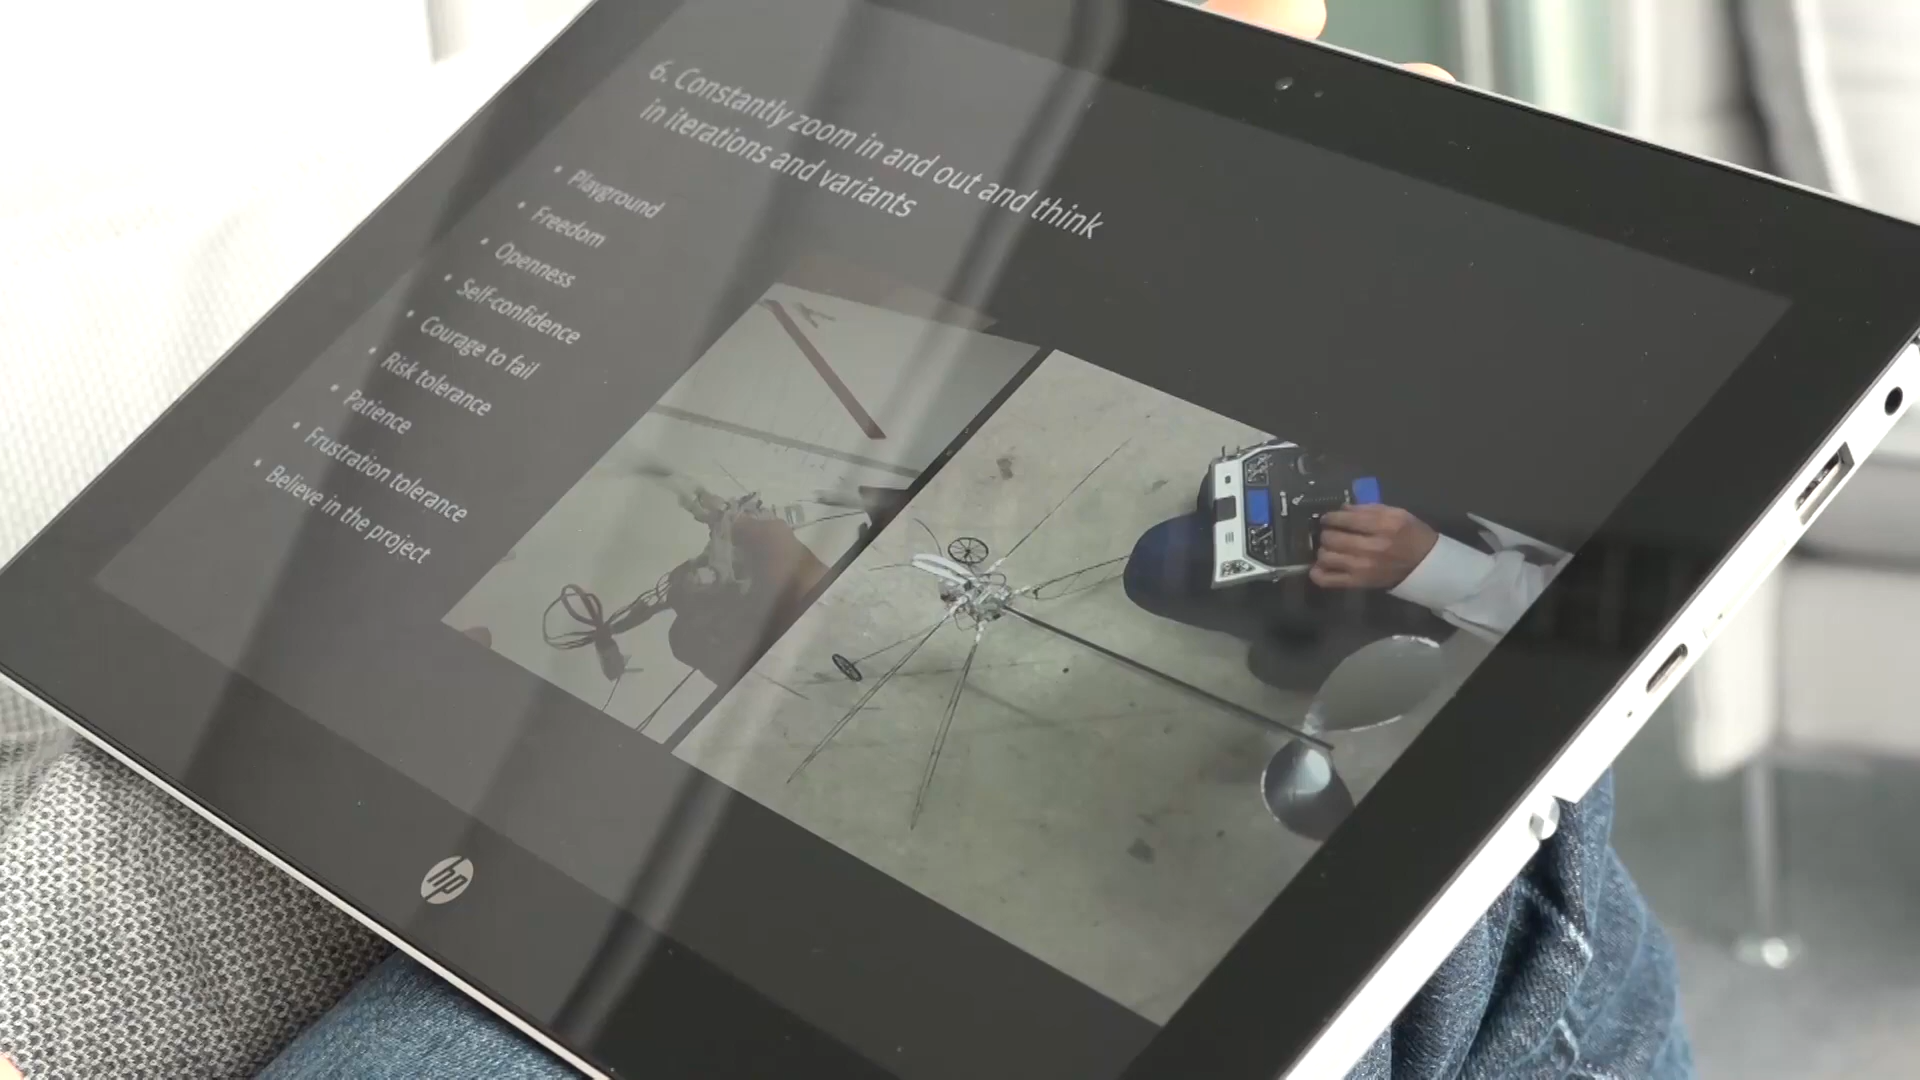 6. Constantly zoom in and out and think
in iterations and variants
• Playground
• Freedom
• Openness
• Self-confidence
• Courage to fail
• Risk tolerance
• Patience
• Frustration tolerance
• Believe in the project
hp